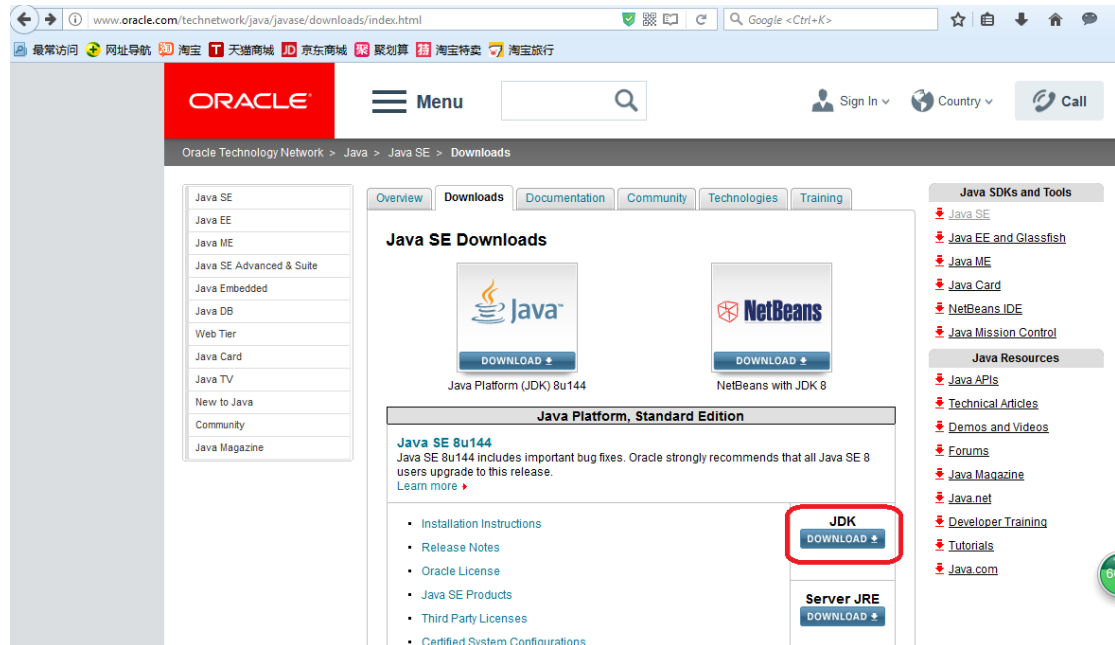 www.oracle.com/technetwork/java/javase/downloads/index.html
Google <Ctrl+K>
最常访问 网址导航 淘 淘宝 T 天猫商城 JD 京东商城 聚 聚划算 淘宝特卖 淘宝旅行
ORACLE
Menu
Sign In
Country
Call
Oracle Technology Network > Java > Java SE > Downloads
Java SE
Java EE
Java ME
Java SE Advanced & Suite
Java Embedded
Java DB
Web Tier
Java Card
Java TV
New to Java
Community
Java Magazine
Overview Downloads Documentation Community Technologies Training
Java SE Downloads
Java
DOWNLOAD
Java Platform (JDK) 8u144
NetBeans
DOWNLOAD
NetBeans with JDK 8
Java Platform, Standard Edition
Java SE 8u144
Java SE 8u144 includes important bug fixes. Oracle strongly recommends that all Java SE 8
users upgrade to this release.
Learn more
Installation Instructions
Release Notes
Oracle License
Java SE Products
Third Party Licenses
Certified System Configurations
JDK
DOWNLOAD
Server JRE
DOWNLOAD
Java SDKs and Tools
Java SE
Java EE and Glassfish
Java ME
Java Card
NetBeans IDE
Java Mission Control
Java Resources
Java APIs
Technical Articles
Demos and Videos
Forums
Java Magazine
Java.net
Developer Training
Tutorials
Java.com